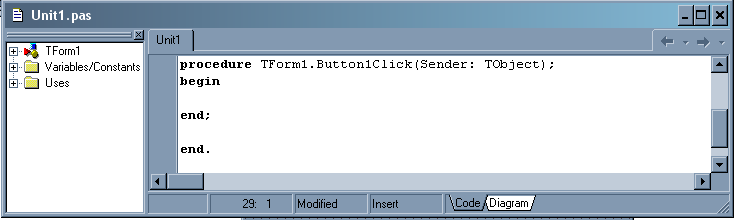 Unit1.pas
TForm1
Variables/Constants
Uses
Unit1
procedure TForm1.Button1Click(Sender: TObject);
begin
end;
end.
29: 1 Modified Insert Code Diagram